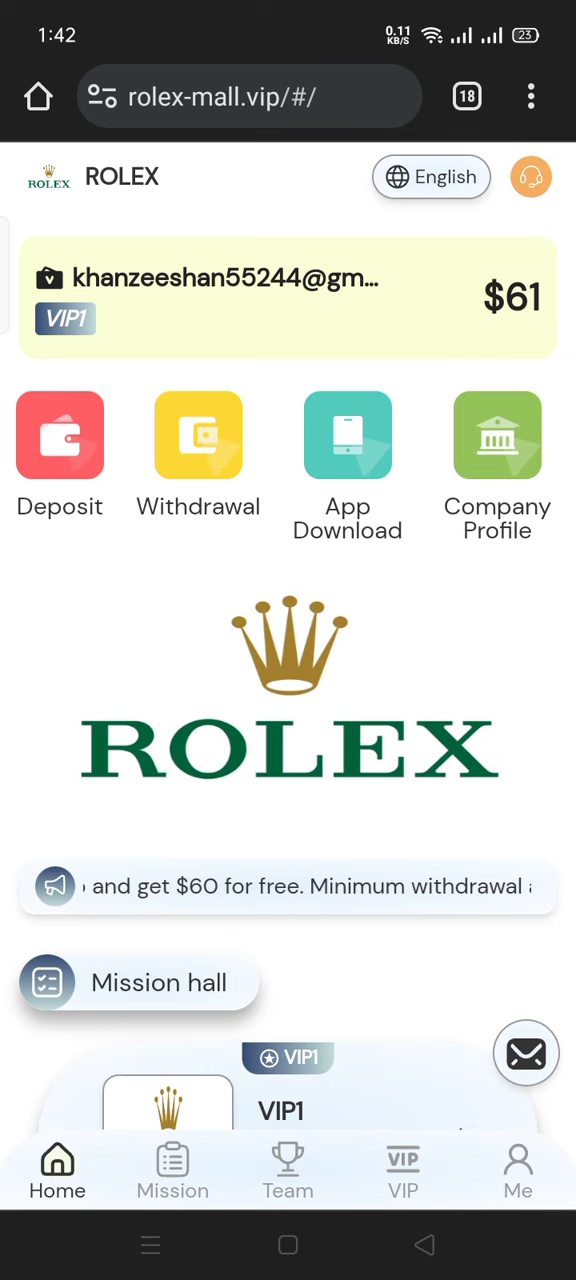 1:42
0.11
KB/S
23
rolex-mall.vip/#/
18
ROLEX
ROLEX
English
khanzeeshan55244@gm...
VIP1
$61
Deposit
Withdrawal
App
Download
Company
Profile
ROLEX
and get $60 for free. Minimum withdrawal
Mission hall
VIP1
VIP1
VIP
Home
Mission
Team
VIP
Me